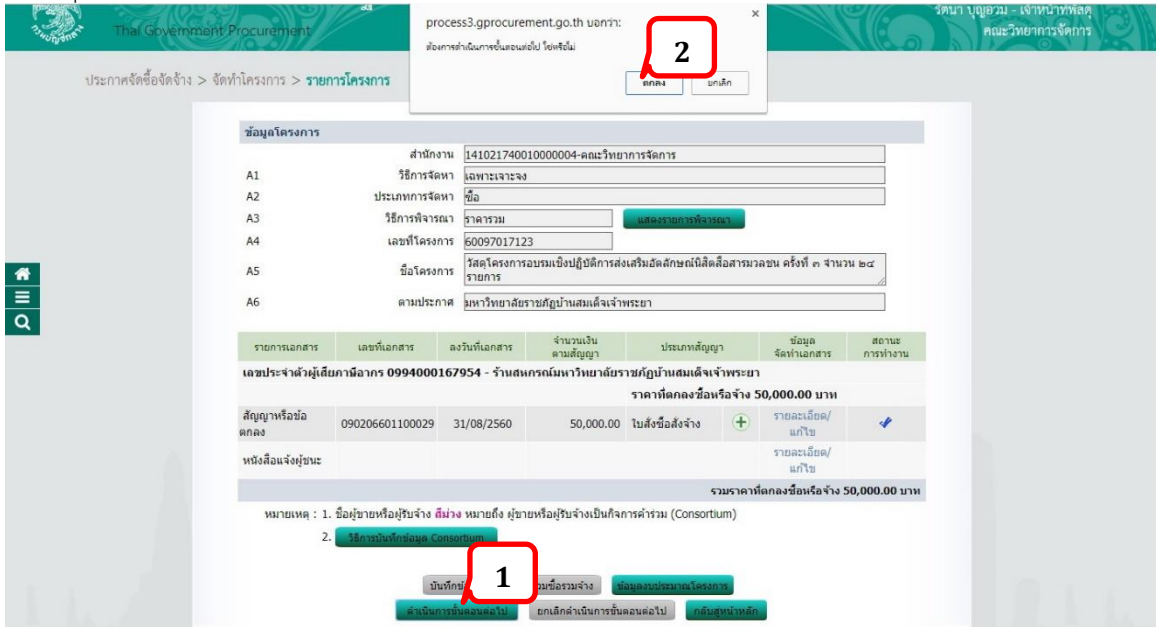 Thai Government Procurement
รัตนา บุญอ่วม - เจ้าหน้าที่พัสดุ
คณะวิทยาการจัดการ
process3.gprocurement.go.th บอกว่า:
ต้องการดำเนินการขั้นตอนต่อไป ใช่หรือไม่
2
ตกลง ยกเลิก
ประกาศจัดซื้อจัดจ้าง > จัดทำโครงการ > รายการโครงการ
ข้อมูลโครงการ
สำนักงาน 141021740010000004-คณะวิทยาการจัดการ
A1 วิธีการจัดหา เฉพาะเจาะจง
A2 ประเภทการจัดหา ซื้อ
A3 วิธีการพิจารณา ราคารวม แสดงรายการพิจารณา
A4 เลขที่โครงการ 60097017123
A5 ชื่อโครงการ วัสดุโครงการอบรมเชิงปฏิบัติการส่งเสริมอัตลักษณ์นิสิตสื่อสารมวลชน ครั้งที่ ๓ จำนวน ๒๔
รายการ
A6 ตามประกาศ มหาวิทยาลัยราชภัฏบ้านสมเด็จเจ้าพระยา
รายการเอกสาร เลขที่เอกสาร ลงวันที่เอกสาร จำนวนเงิน ตามสัญญา ประเภทสัญญา ข้อมูล จัดทำเอกสาร สถานะ การทำงาน
เลขประจำตัวผู้เสียภาษีอากร 0994000167954 - ร้านสหกรณ์มหาวิทยาลัยราชภัฏบ้านสมเด็จเจ้าพระยา
ราคาที่ตกลงซื้อหรือจ้าง 50,000.00 บาท
สัญญาหรือข้อ
ตกลง 090206601100029 31/08/2560 50,000.00 ใบสั่งซื้อสั่งจ้าง รายละเอียด/
แก้ไข
หนังสือแจ้งผู้ชนะ รายละเอียด/
แก้ไข
รวมราคาที่ตกลงซื้อหรือจ้าง 50,000.00 บาท
หมายเหตุ : 1. ชื่อผู้ขายหรือผู้รับจ้าง สีม่วง หมายถึง ผู้ขายหรือผู้รับจ้างเป็นกิจการค้าร่วม (Consortium)
2. วิธีการบันทึกข้อมูล Consortium
1
ข้อมูลงบประมาณโครงการ
ดำเนินการขั้นตอนต่อไป ยกเลิกดำเนินการขั้นตอนต่อไป กลับสู่หน้าหลัก